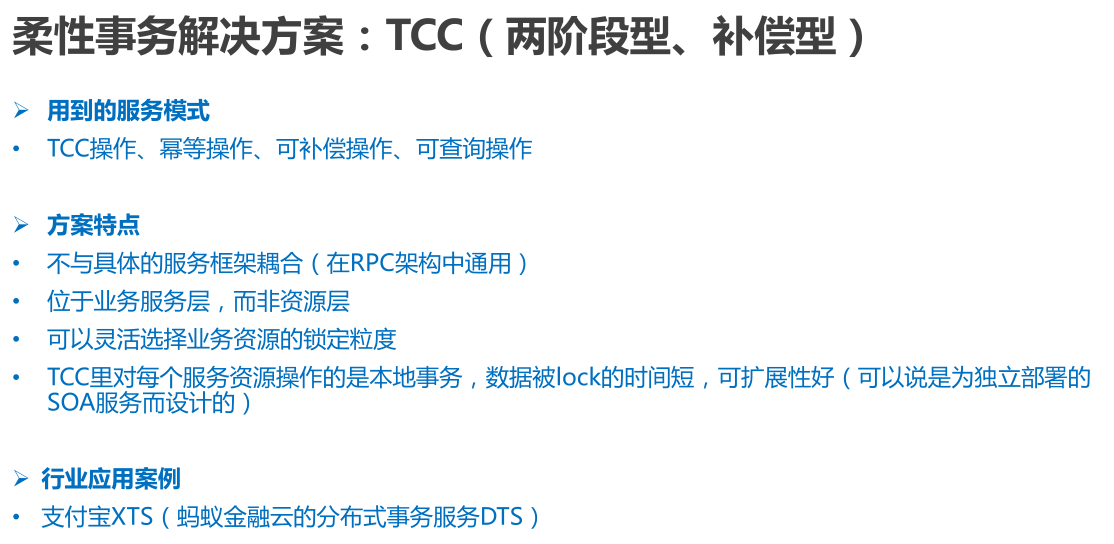 柔性事务解决方案：TCC（两阶段型、补偿型）
➢ 用到的服务模式
• TCC操作、幂等操作、可补偿操作、可查询操作
➢ 方案特点
• 不与具体的服务框架耦合（在RPC架构中通用）
• 位于业务服务层，而非资源层
• 可以灵活选择业务资源的锁定粒度
• TCC里对每个服务资源操作的是本地事务，数据被lock的时间短，可扩展性好（可以说是为独立部署的
SOA服务而设计的）
➢ 行业应用案例
• 支付宝XTS（蚂蚁金融云的分布式事务服务DTS）